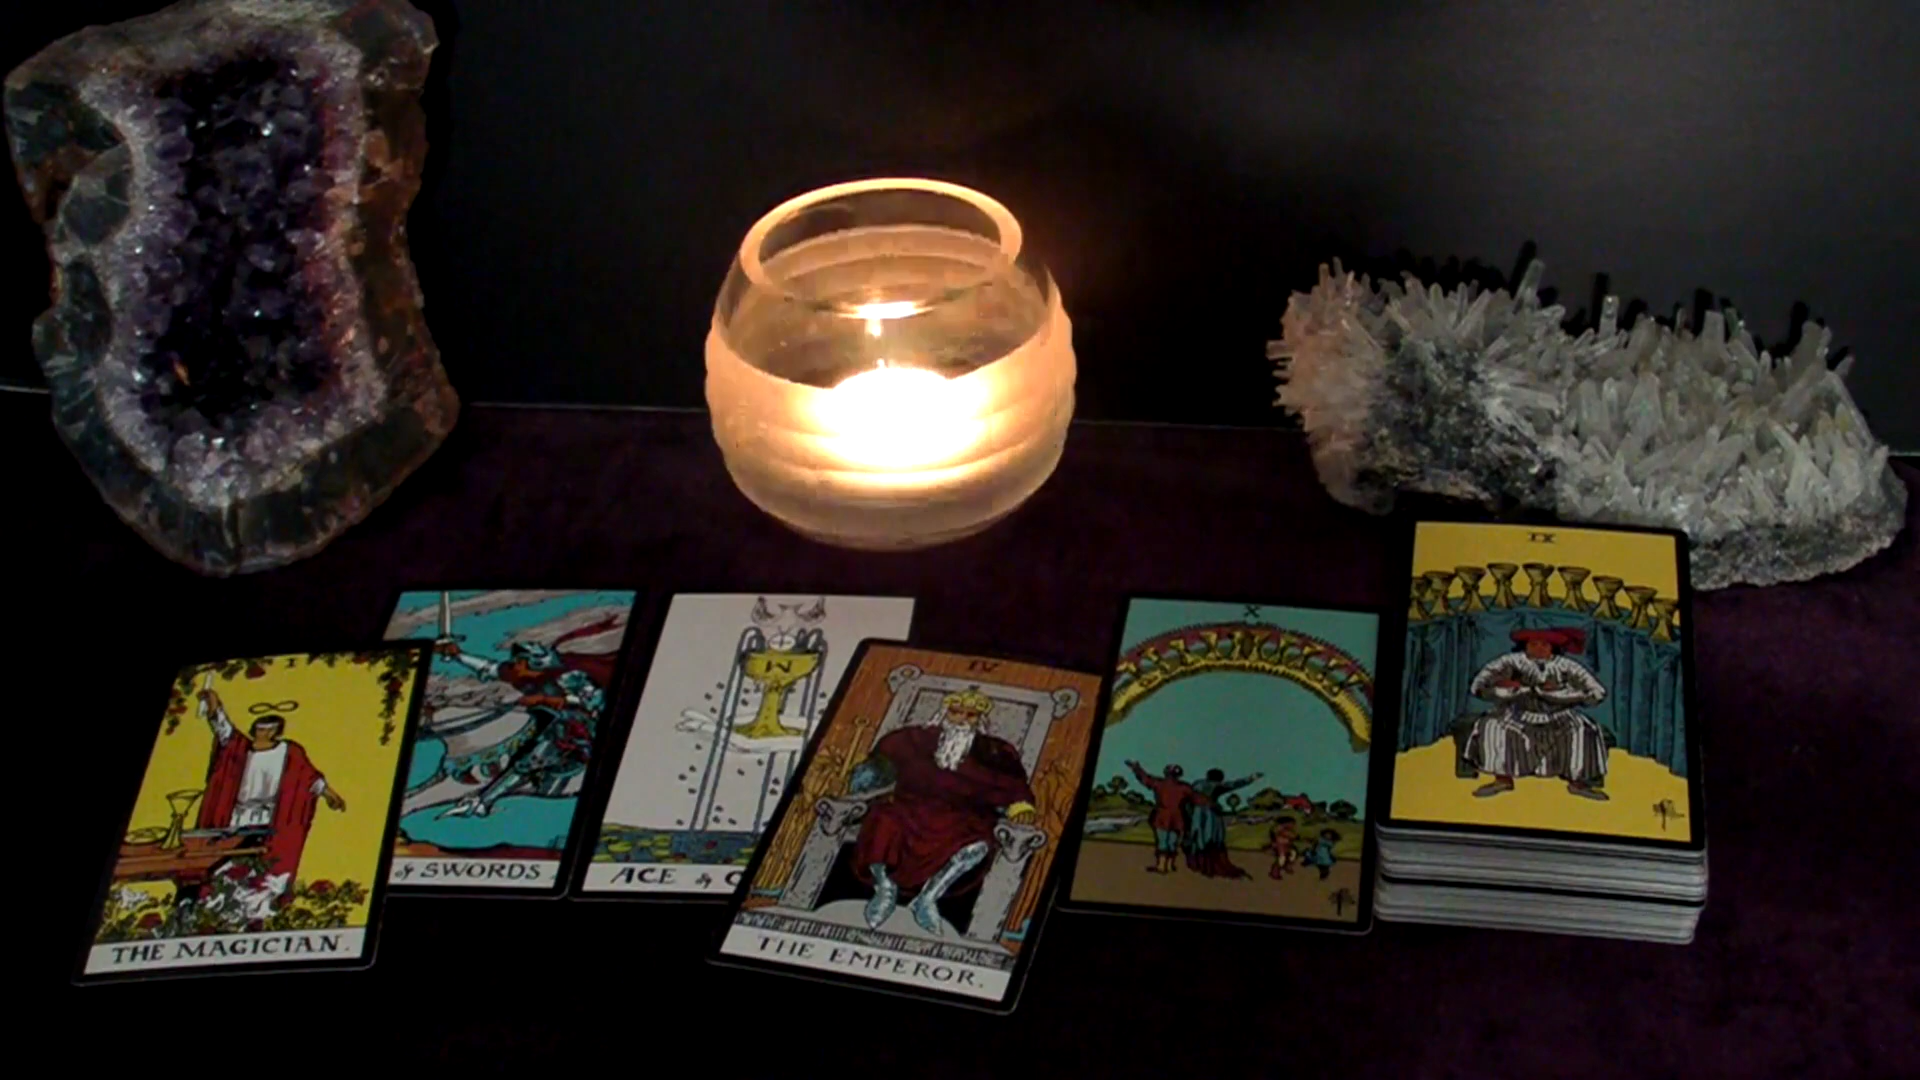 I
THE MAGICIAN.
of SWORDS.
ACE of C
IV
THE EMPEROR.
X
IX